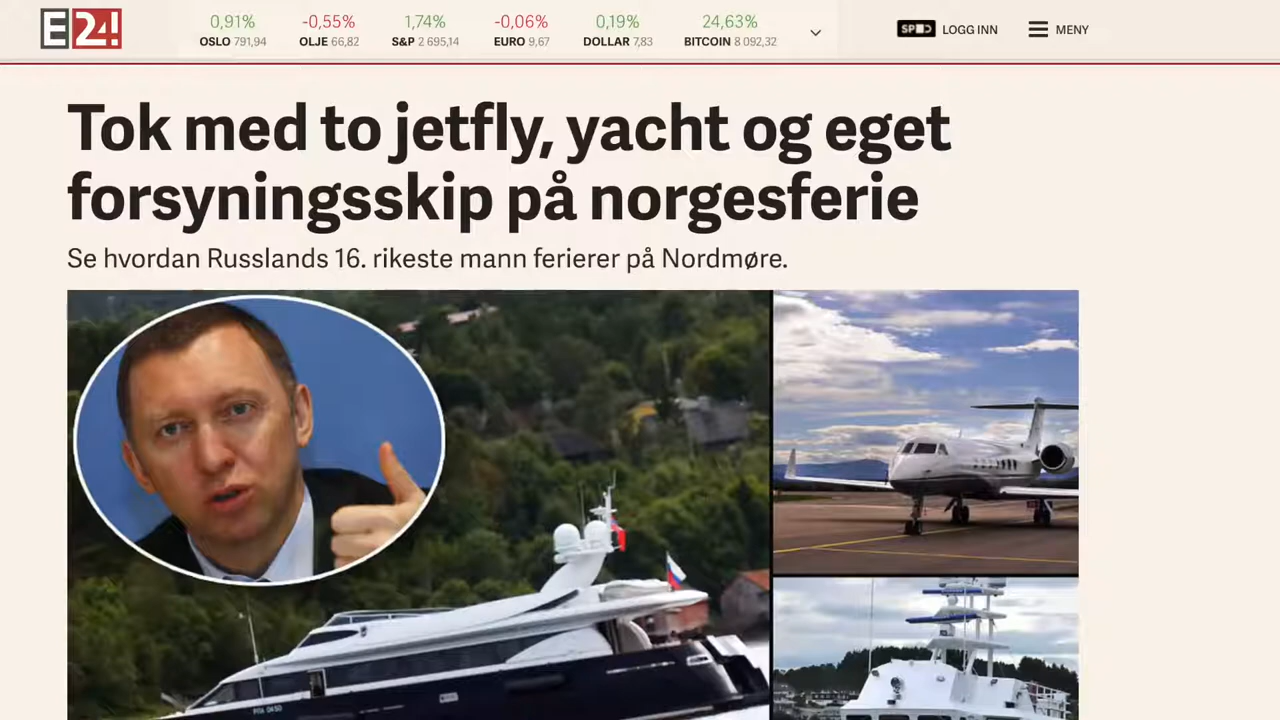 E24!
0,91% -0,55% 1,74% -0,06% 0,19% 24,63%
OSLO 791,94 OLJE 66,82 S&P 2 695,14 EURO 9,67 DOLLAR 7,83 BITCOIN 8 092,32
SPiD LOGG INN MENY
Tok med to jetfly, yacht og eget
forsyningsskip på norgesferie
Se hvordan Russlands 16. rikeste mann ferierer på Nordmøre.